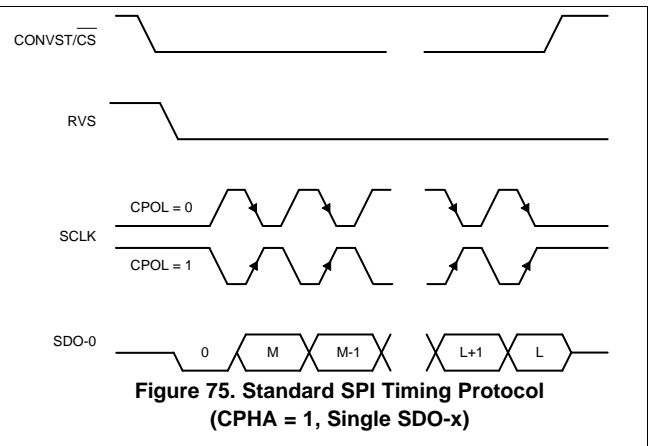 CONVST/CS
RVS
CPOL = 0
SCLK
CPOL = 1
SDO-0
0
M
M-1
L+1
L
Figure 75. Standard SPI Timing Protocol
(CPHA = 1, Single SDO-x)